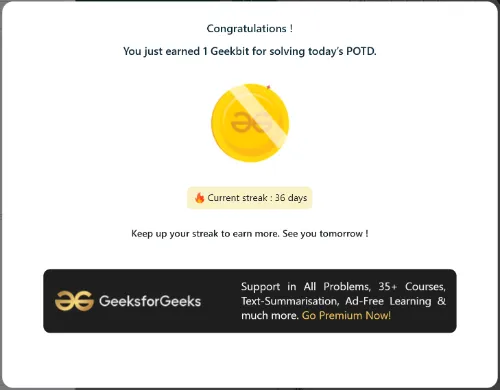 Congratulations !
You just earned 1 Geekbit for solving today's POTD.
Current streak : 36 days
Keep up your streak to earn more. See you tomorrow !
GeeksforGeeks
Support in All Problems, 35+ Courses,
Text-Summarisation, Ad-Free Learning &
much more. Go Premium Now!